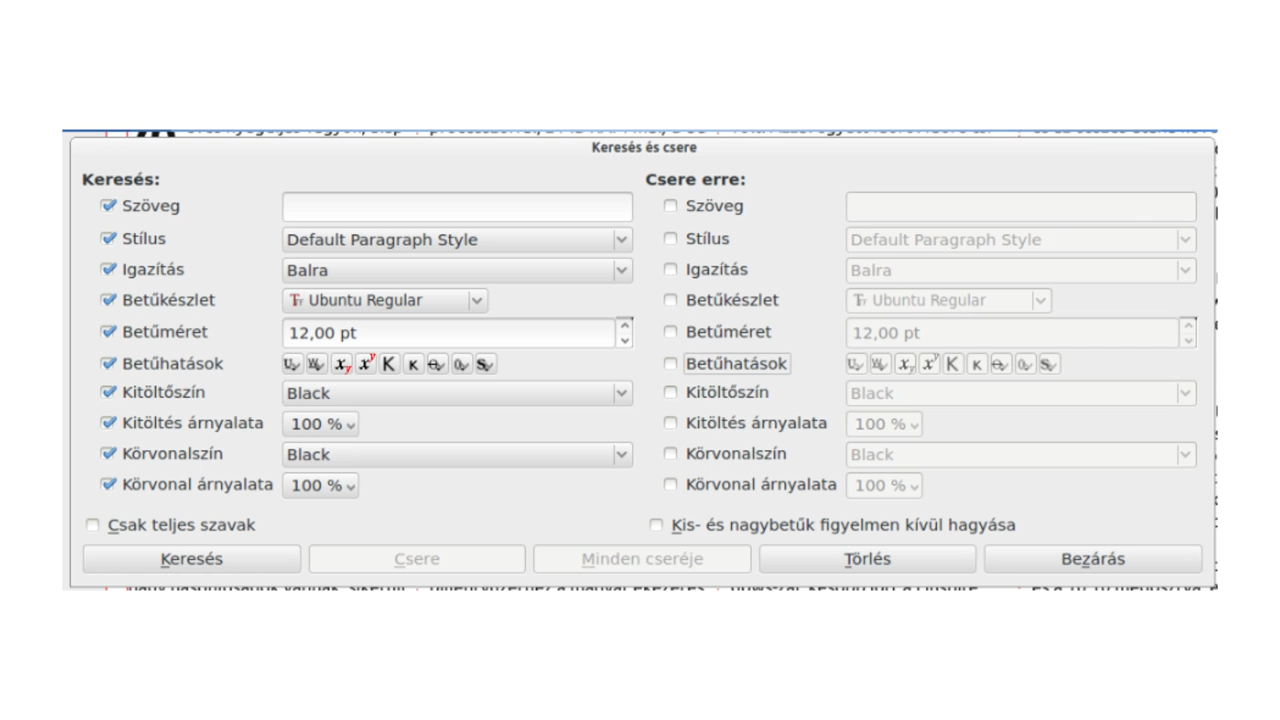 Keresés és csere
Keresés: Csere erre:
Szöveg Szöveg
Stílus Default Paragraph Style Stílus Default Paragraph Style
Igazítás Balra Igazítás Balra
Betűkészlet Ubuntu Regular Betűkészlet Ubuntu Regular
Betűméret 12,00 pt Betűméret 12,00 pt
Betűhatások Betűhatások
Kitöltőszín Black Kitöltőszín Black
Kitöltés árnyalata 100 % Kitöltés árnyalata 100 %
Körvonalszín Black Körvonalszín Black
Körvonal árnyalata 100 % Körvonal árnyalata 100 %
Csak teljes szavak Kis- és nagybetűk figyelmen kívül hagyása
Keresés Csere Minden cseréje Törlés Bezárás